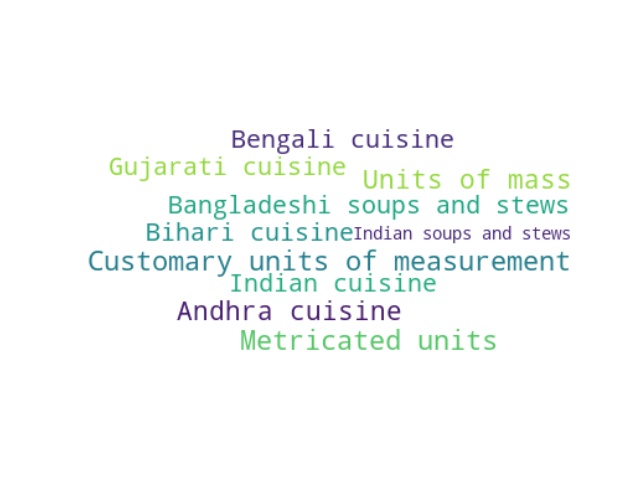 Bengali cuisine
Gujarati cuisine
Units of mass
Bangladeshi soups and stews
Bihari cuisine
Indian soups and stews
Customary units of measurement
Indian cuisine
Andhra cuisine
Metricated units